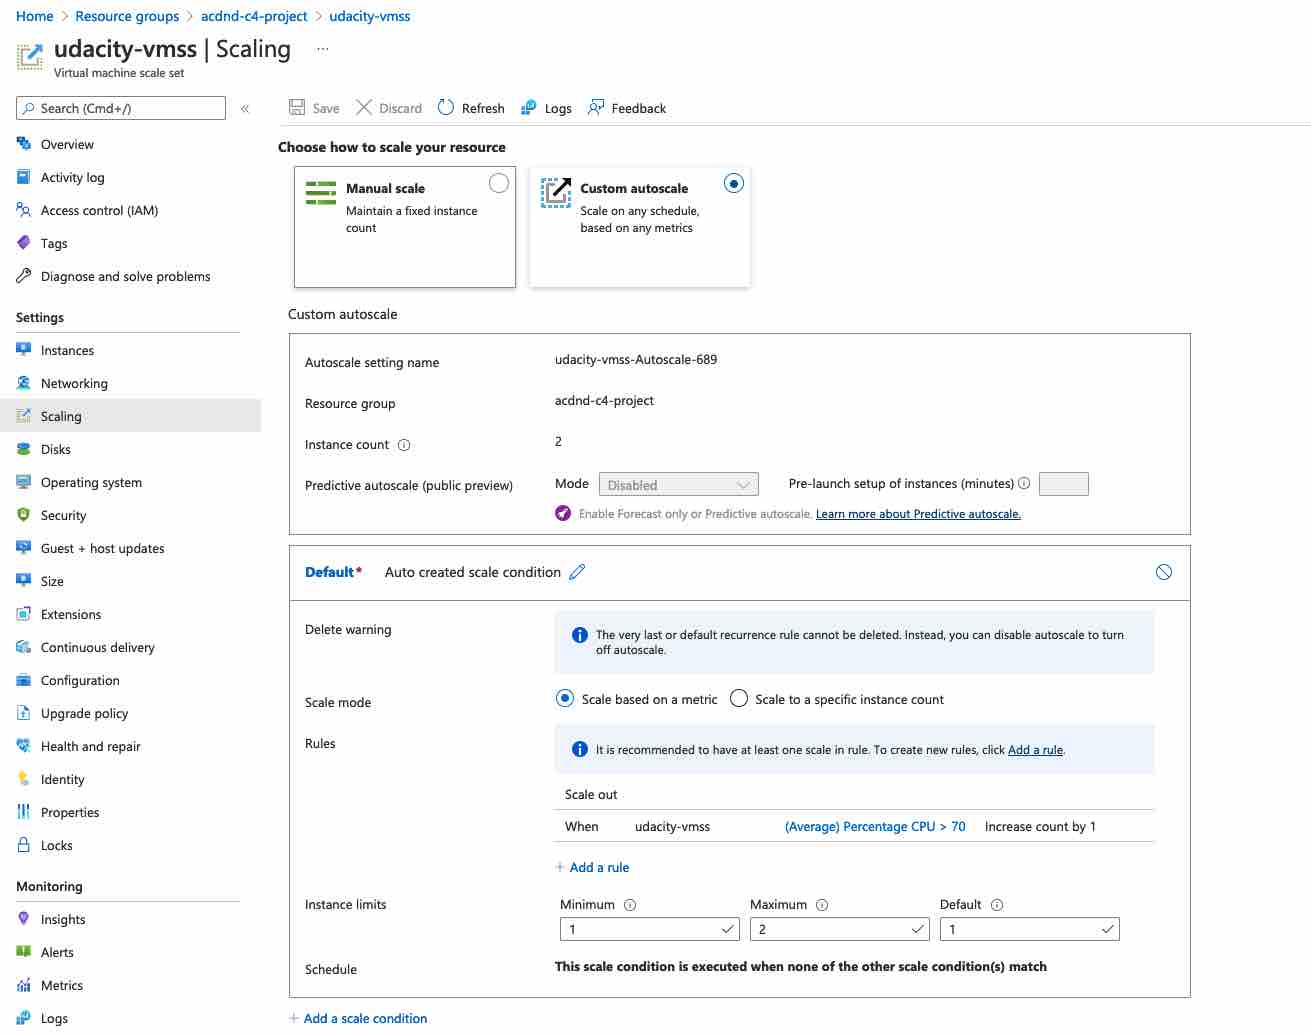 Home > Resource groups > acdnd-c4-project > udacity-vmss
udacity-vmss | Scaling ...
Virtual machine scale set
Search (Cmd+/)
«
Overview
Activity log
Access control (IAM)
Tags
Diagnose and solve problems
Settings
Instances
Networking
Scaling
Disks
Operating system
Security
Guest + host updates
Size
Extensions
Continuous delivery
Configuration
Upgrade policy
Health and repair
Identity
Properties
Locks
Monitoring
Insights
Alerts
Metrics
Logs
Save Discard Refresh Logs Feedback
Choose how to scale your resource
Manual scale
Maintain a fixed instance
count
Custom autoscale
Scale on any schedule,
based on any metrics
Custom autoscale
Autoscale setting name udacity-vmss-Autoscale-689
Resource group acdnd-c4-project
Instance count 2
Predictive autoscale (public preview) Mode Disabled Pre-launch setup of instances (minutes)
Enable Forecast only or Predictive autoscale. Learn more about Predictive autoscale.
Default* Auto created scale condition
Delete warning
The very last or default recurrence rule cannot be deleted. Instead, you can disable autoscale to turn
off autoscale.
Scale mode Scale based on a metric Scale to a specific instance count
Rules It is recommended to have at least one scale in rule. To create new rules, click Add a rule.
Scale out
When udacity-vmss (Average) Percentage CPU > 70 Increase count by 1
+ Add a rule
Instance limits Minimum Maximum Default
1 2 1
Schedule This scale condition is executed when none of the other scale condition(s) match
+ Add a scale condition